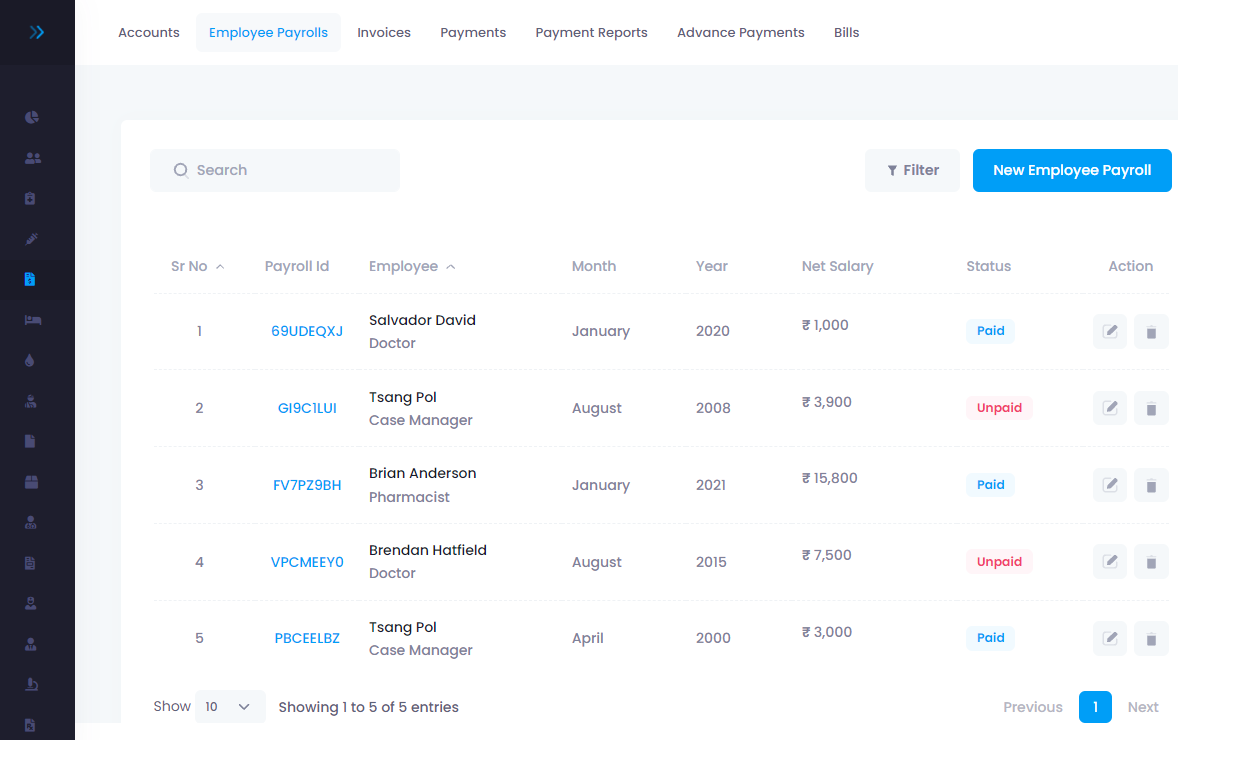 Accounts Employee Payrolls Invoices Payments Payment Reports Advance Payments Bills
Search Filter New Employee Payroll
Sr No Payroll Id Employee Month Year Net Salary Status Action
1 69UDEQXJ Salvador David January 2020 ₹ 1,000 Paid
Doctor
2 GI9C1LUI Tsang Pol August 2008 ₹ 3,900 Unpaid
Case Manager
3 FV7PZ9BH Brian Anderson January 2021 ₹ 15,800 Paid
Pharmacist
4 VPCMEEY0 Brendan Hatfield August 2015 ₹ 7,500 Unpaid
Doctor
5 PBCEELBZ Tsang Pol April 2000 ₹ 3,000 Paid
Case Manager
Show 10 Showing 1 to 5 of 5 entries Previous 1 Next